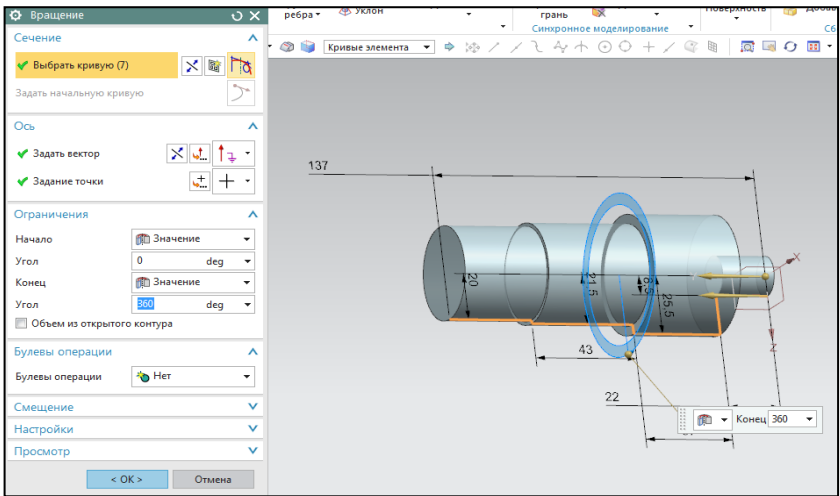 Вращение
Сечение
Выбрать кривую (7)
Задать начальную кривую
Ось
Задать вектор
Задание точки
Ограничения
Начало
Значение
Угол
0
deg
Конец
Значение
Угол
360
deg
Объем из открытого контура
Булевы операции
Булевы операции
Нет
Смещение
Настройки
Просмотр
< OK >
Отмена
ребра
Уклон
грань
Поверхность
Синхронное моделирование
Кривые элемента
137
X
20
21,5
8,5
25,5
Z
43
22
Конец 360